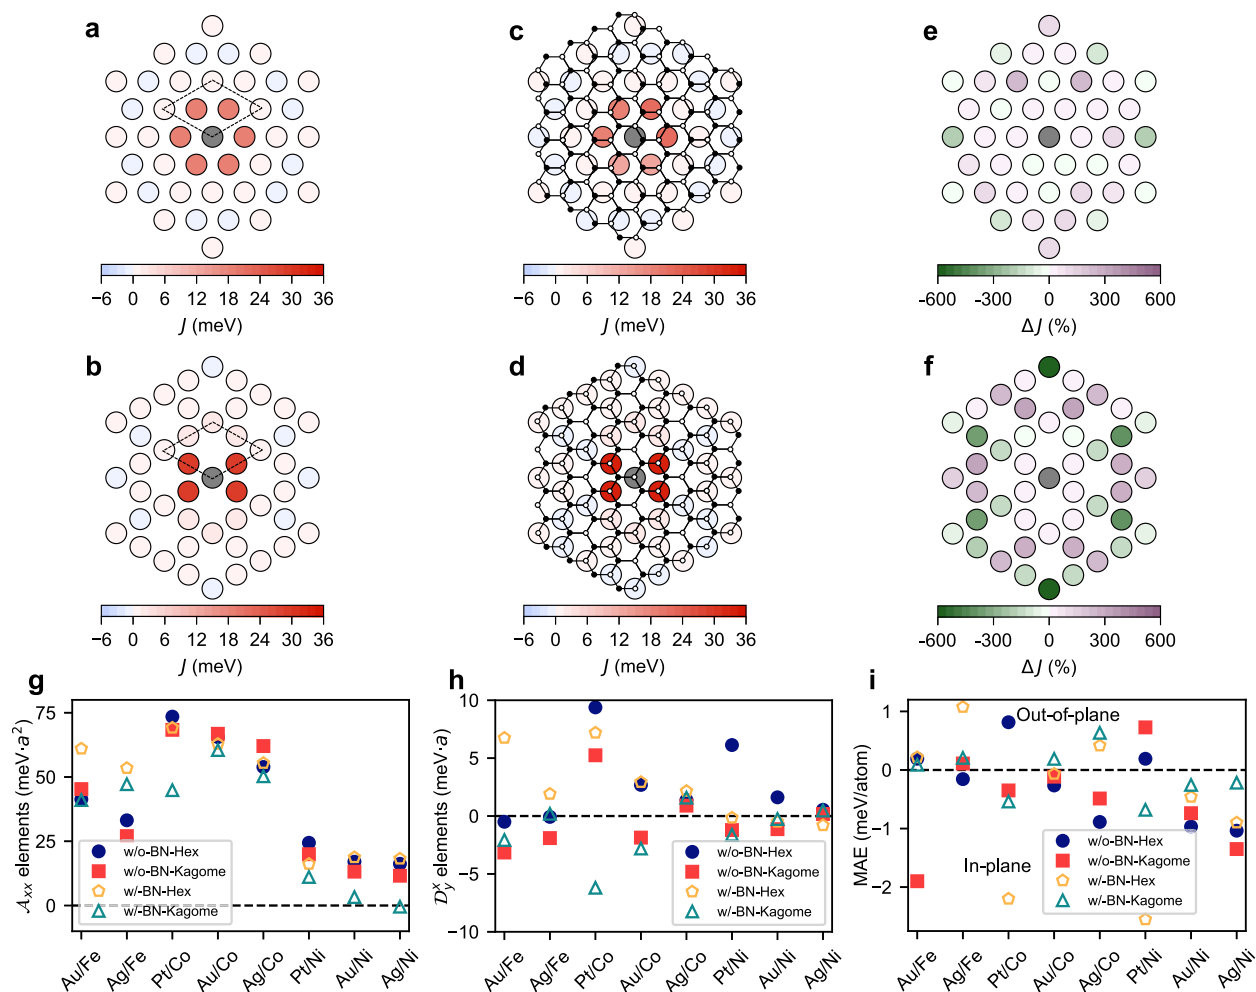 a
c
e
−6 0 6 12 18 24 30 36
J (meV)
−6 0 6 12 18 24 30 36
J (meV)
-600 -300 0 300 600
ΔJ (%)
b
d
f
−6 0 6 12 18 24 30 36
J (meV)
−6 0 6 12 18 24 30 36
J (meV)
-600 -300 0 300 600
ΔJ (%)
g
𝒜xx elements (meV·a²)
75
50
25
0
w/o-BN-Hex
w/o-BN-Kagome
w/-BN-Hex
w/-BN-Kagome
Au/Fe Ag/Fe Pt/Co Au/Co Ag/Co Pt/Ni Au/Ni Ag/Ni
h
𝒟ˣy elements (meV·a)
10
5
0
−5
−10
w/o-BN-Hex
w/o-BN-Kagome
w/-BN-Hex
w/-BN-Kagome
Au/Fe Ag/Fe Pt/Co Au/Co Ag/Co Pt/Ni Au/Ni Ag/Ni
i
MAE (meV/atom)
1
0
−1
−2
Out-of-plane
In-plane
w/o-BN-Hex
w/o-BN-Kagome
w/-BN-Hex
w/-BN-Kagome
Au/Fe Ag/Fe Pt/Co Au/Co Ag/Co Pt/Ni Au/Ni Ag/Ni